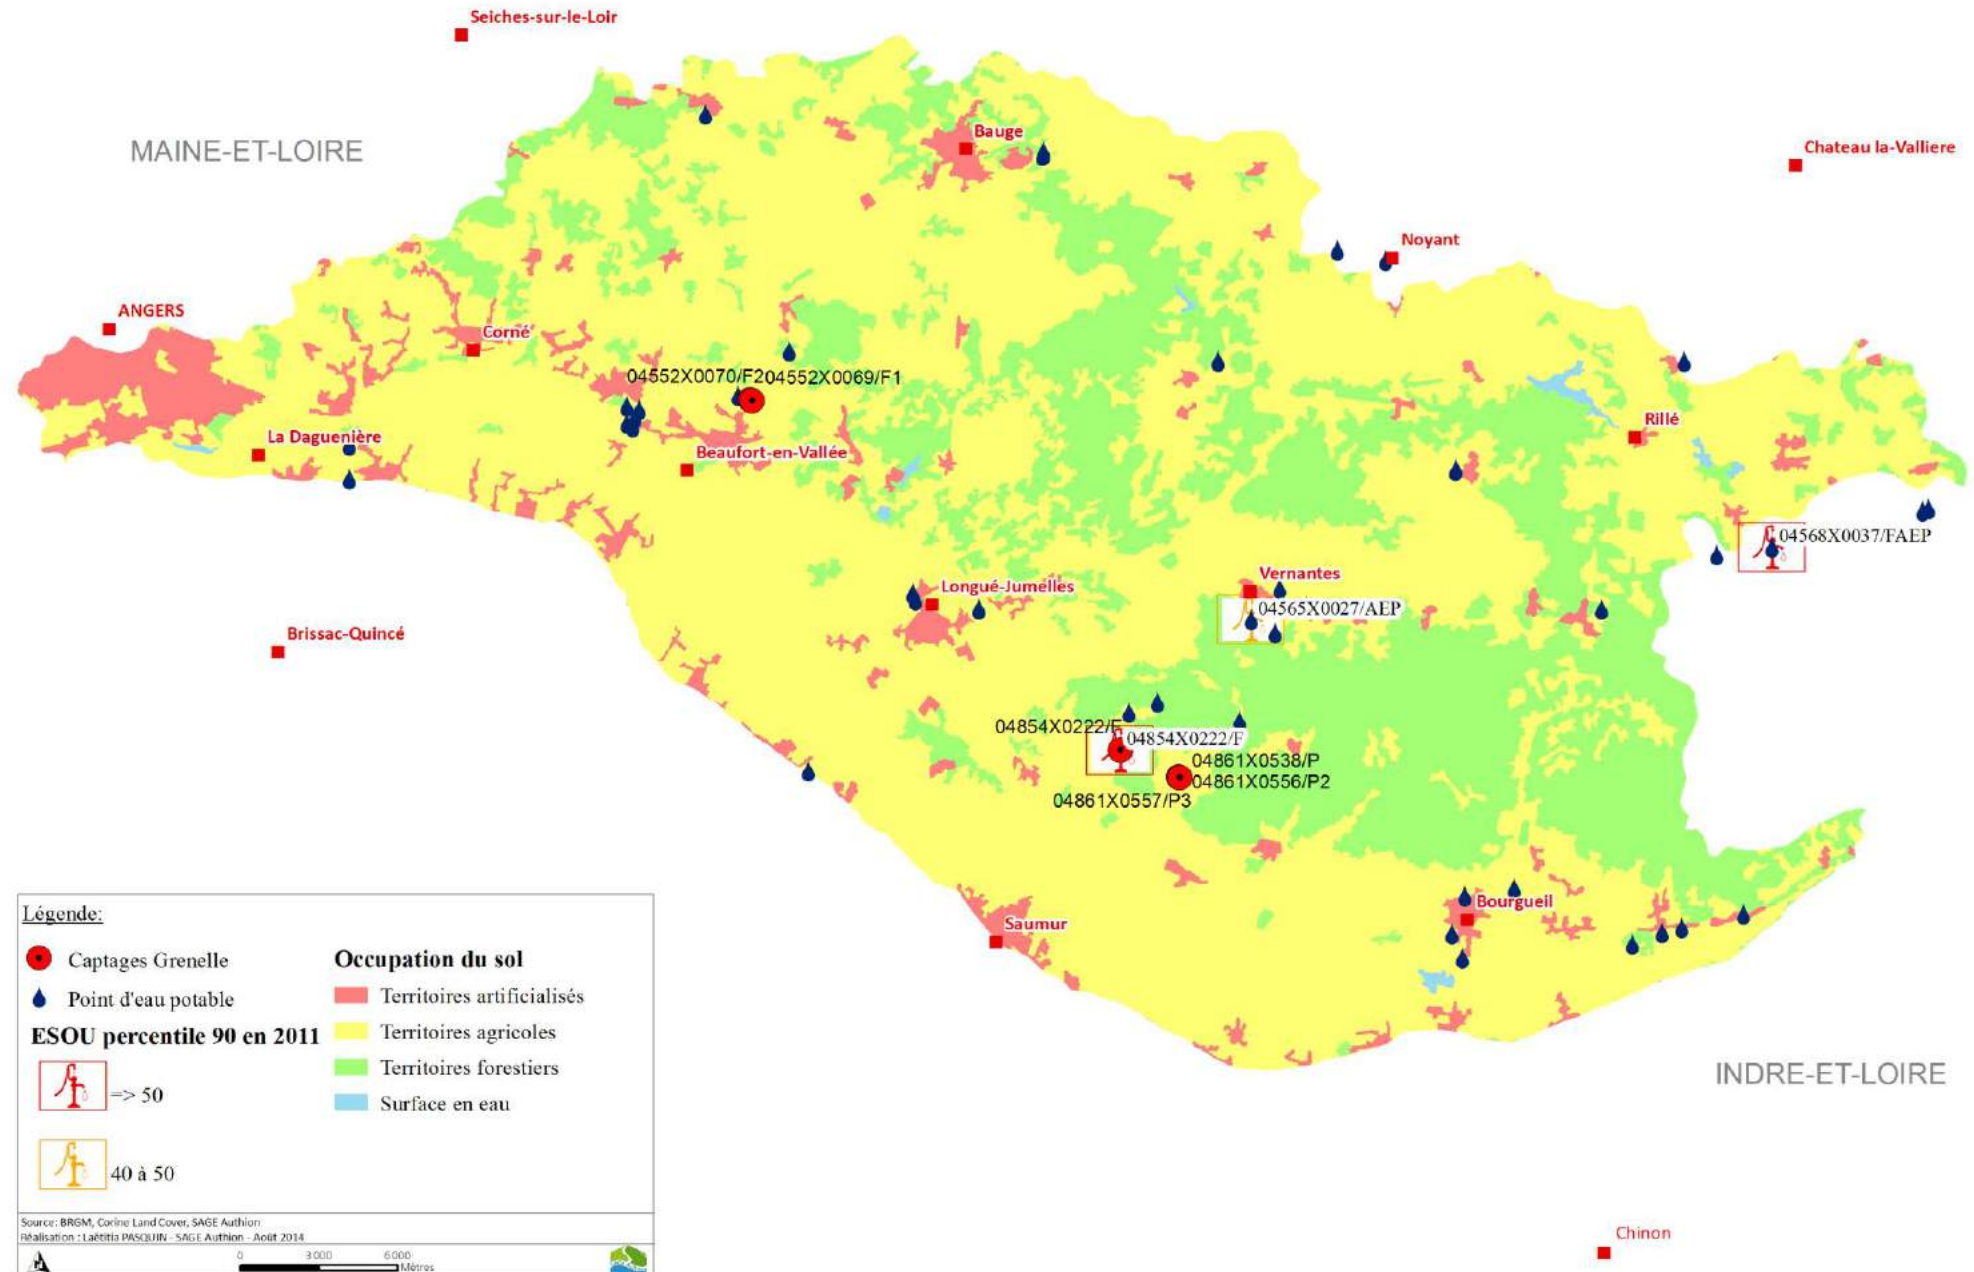 Seiches-sur-le-Loir
MAINE-ET-LOIRE
Bauge
Chateau la-Valliere
Noyant
ANGERS
Corné
04552X0070/F204552X0069/F1
La Daguenière
Beaufort-en-Vallée
Rillé
04568X0037/FAEP
Longué-Jumelles
Vernantes
04565X0027/AEP
Brissac-Quincé
04854X0222/F
04854X0222/F
04861X0538/P
04861X0556/P2
04861X0557/P3
Bourgueil
Saumur
INDRE-ET-LOIRE
Chinon
Légende:
Captages Grenelle
Point d'eau potable
ESOU percentile 90 en 2011
=> 50
40 à 50
Occupation du sol
Territoires artificialisés
Territoires agricoles
Territoires forestiers
Surface en eau
Source: BRGM, Corine Land Cover, SAGE Authion
Réalisation : Laëtitia PASQUIN - SAGE Authion - Août 2014
0 3 000 6 000
Mètres